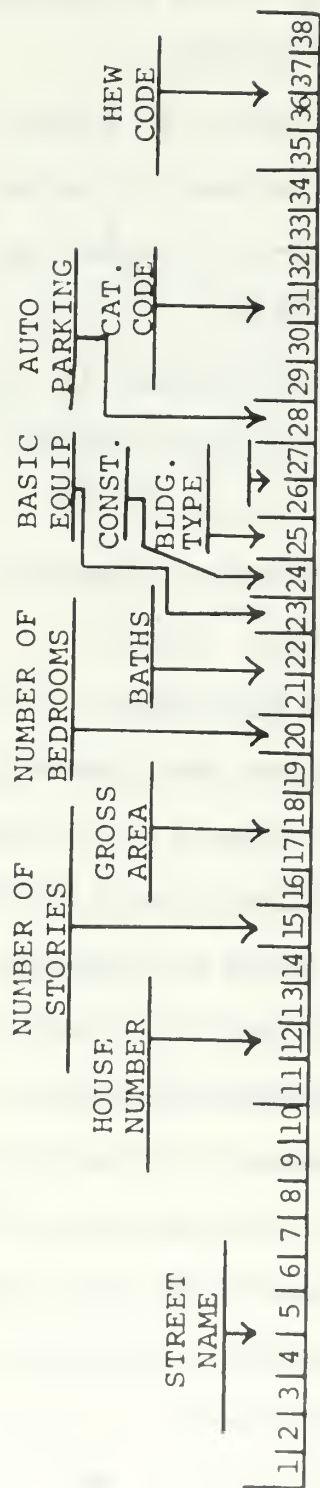 STREET
NAME
HOUSE
NUMBER
NUMBER OF
STORIES
GROSS
AREA
NUMBER OF
BEDROOMS
BATHS
BASIC
EQUIP
CONST.
BLDG.
TYPE
AUTO
PARKING
CAT.
CODE
HEW
CODE
1 2 3 4 5 6 7 8 9 10 11 12 13 14 15 16 17 18 19 20 21 22 23 24 25 26 27 28 29 30 31 32 33 34 35 36 37 38